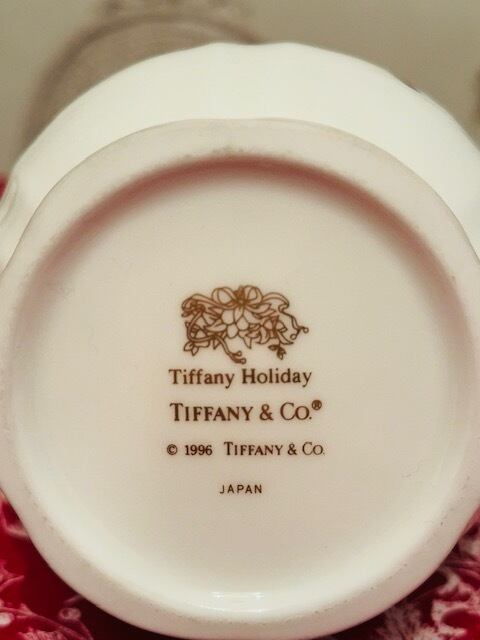 Tiffany Holiday
TIFFANY & CO.®
© 1996 TIFFANY & CO.
JAPAN